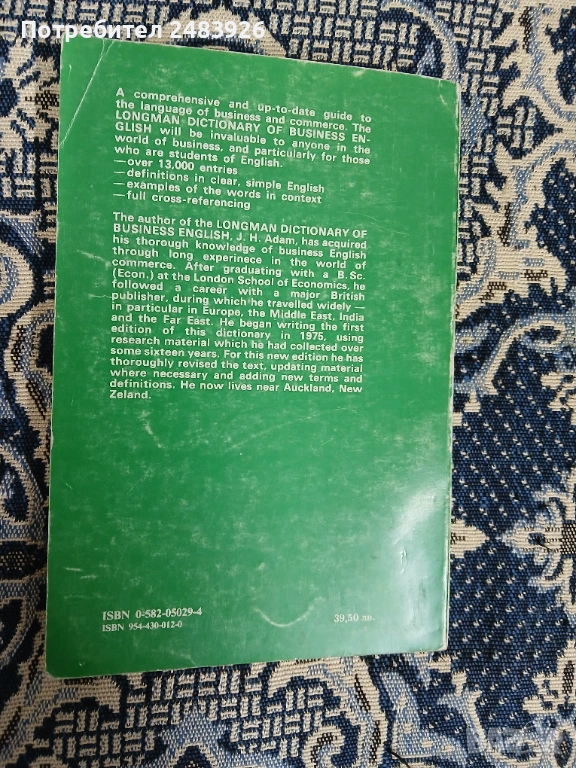 Потребител 2483926
A comprehensive and up-to-date guide to
the language of business and commerce. The
LONGMAN DICTIONARY OF BUSINESS EN-
GLISH will be invaluable to anyone in the
world of business, and particularly for those
who are students of English.
—over 13,000 entries
—definitions in clear, simple English
—examples of the words in context
—full cross-referencing
The author of the LONGMAN DICTIONARY OF
BUSINESS ENGLISH, J. H. Adam, has acquired
his thorough knowledge of business English
through long experinece in the world of
commerce. After graduating with a B.Sc.
(Econ.) at the London School of Economics, he
followed a career with a major British
publisher, during which he travelled widely —
in particular in Europe, the Middle East, India
and the Far East. He began writing the first
edition of this dictionary in 1975, using
research material which he had collected over
some sixteen years. For this new edition he has
thoroughly revised the text, updating material
where necessary and adding new terms and
definitions. He now lives near Auckland, New
Zeland.
ISBN 0-582-05029-4
ISBN 954-430-012-0
39,50 лв.